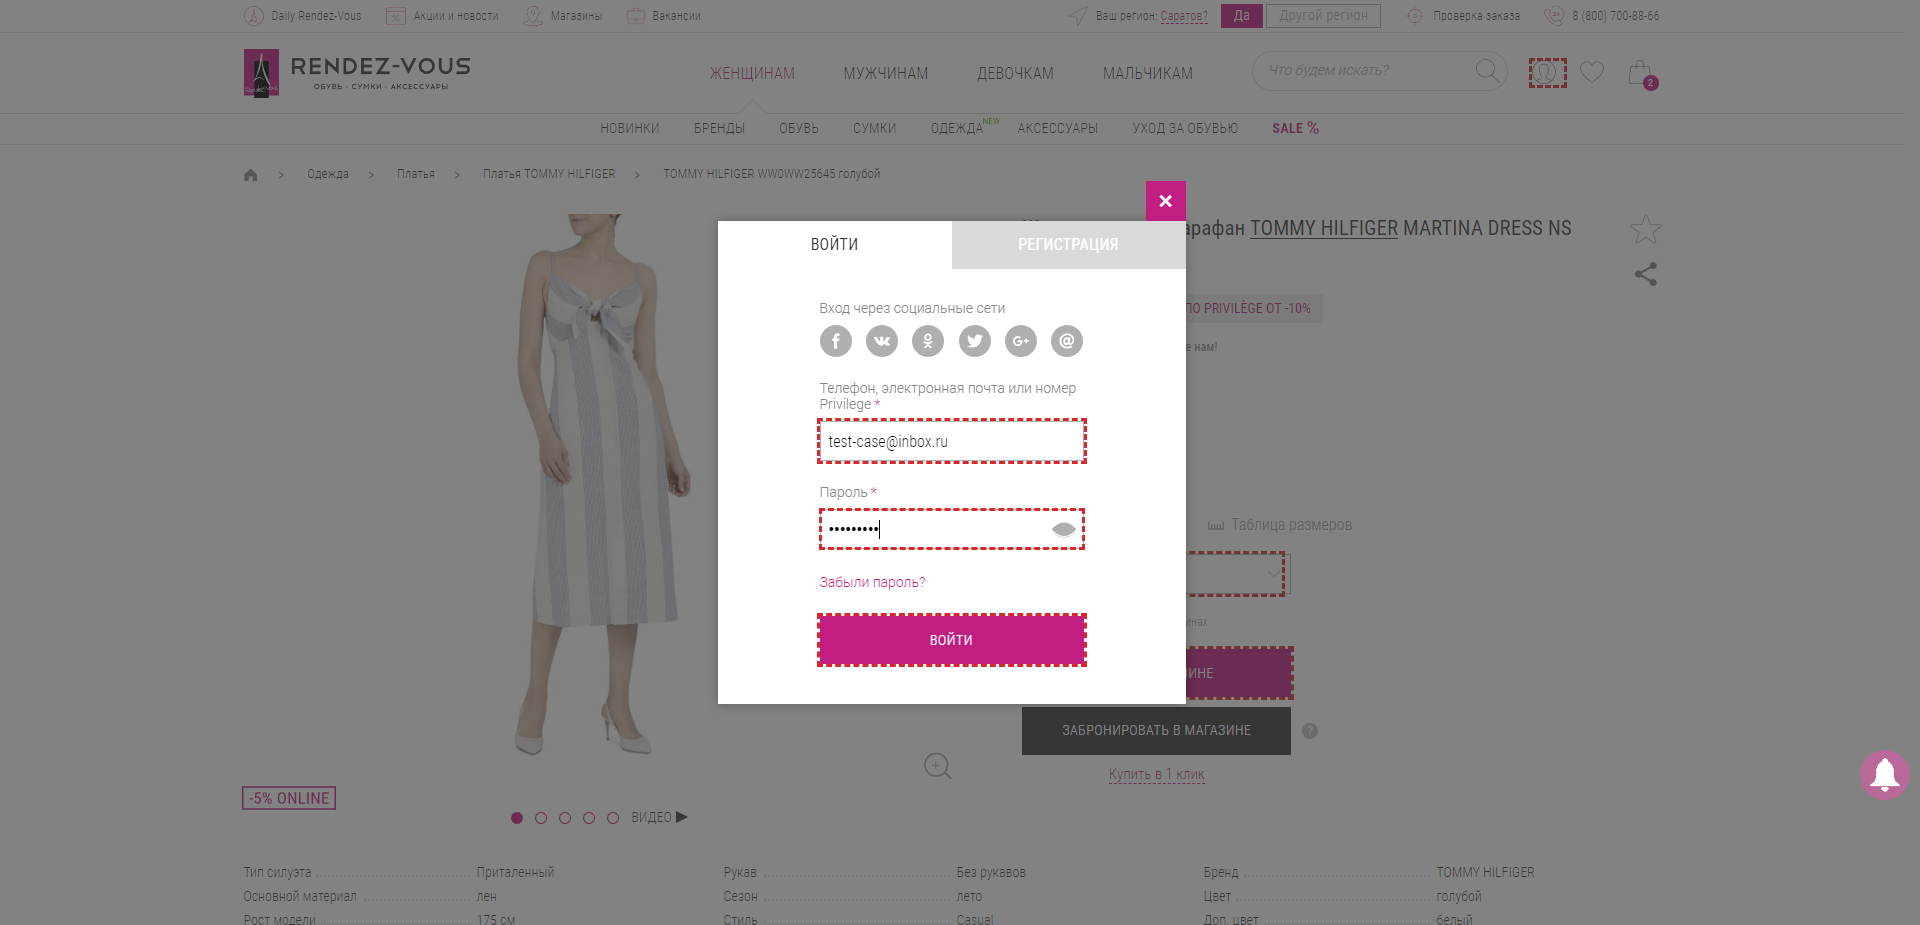 Daily Rendez-Vous
Акции и новости
Магазины
Вакансии
Ваш регион: Саратов?
Да
Другой регион
Проверка заказа
8 (800) 700-88-66
RENDEZ-VOUS
ОБУВЬ · СУМКИ · АКСЕССУАРЫ
ЖЕНЩИНАМ
МУЖЧИНАМ
ДЕВОЧКАМ
МАЛЬЧИКАМ
Что будем искать?
2
НОВИНКИ
БРЕНДЫ
ОБУВЬ
СУМКИ
ОДЕЖДА NEW
АКСЕССУАРЫ
УХОД ЗА ОБУВЬЮ
SALE %
Одежда > Платья > Платья TOMMY HILFIGER > TOMMY HILFIGER WW0WW25645 голубой
арафан TOMMY HILFIGER MARTINA DRESS NS
ВОЙТИ
РЕГИСТРАЦИЯ
Вход через социальные сети
ПО PRIVILÈGE ОТ -10%
е нам!
Телефон, электронная почта или номер
Privilege *
test-case@inbox.ru
Пароль *
•••••••••
Таблица размеров
Забыли пароль?
инах
ВОЙТИ
ЗИНЕ
ЗАБРОНИРОВАТЬ В МАГАЗИНЕ
?
Купить в 1 клик
-5% ONLINE
ВИДЕО
Тип силуэта Приталенный
Основной материал лен
Рост модели 175 см
Рукав Без рукавов
Сезон лето
Стиль Casual
Бренд TOMMY HILFIGER
Цвет голубой
Доп. цвет белый